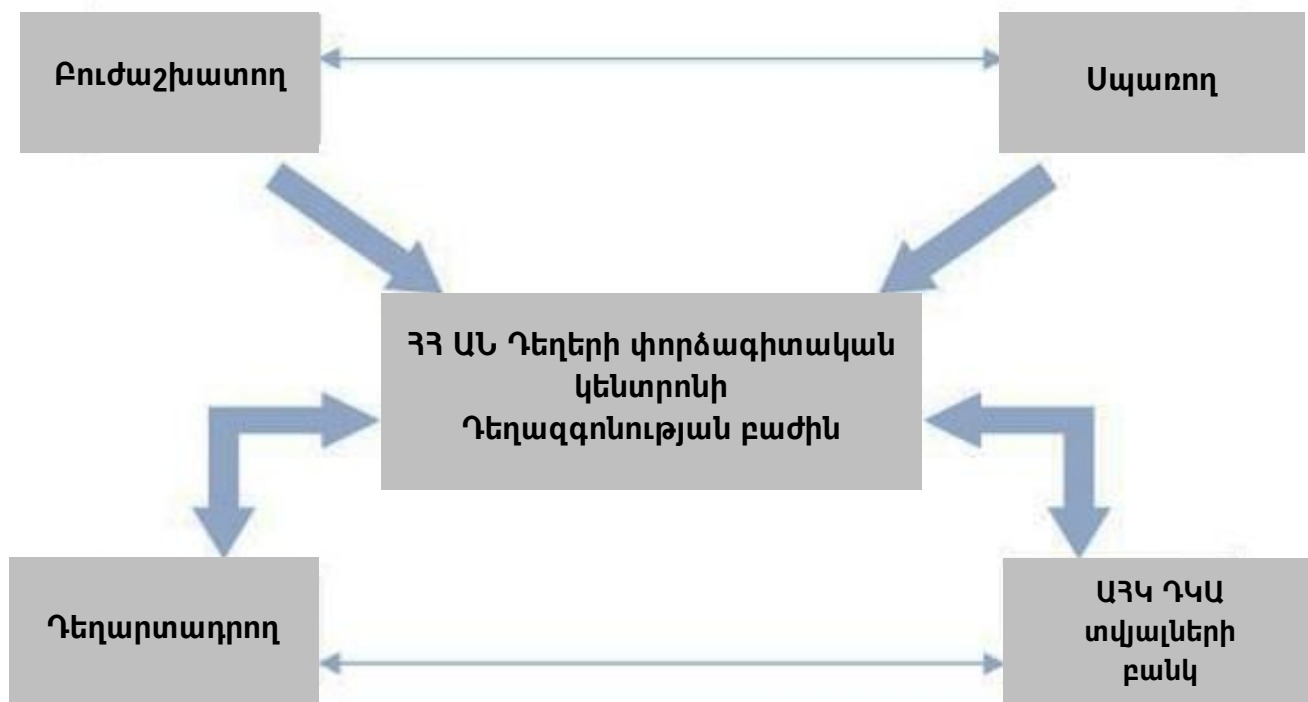 Բուժաշխատող
Սպառող
ՀՀ ԱՆ Դեղերի փորձագիտական
կենտրոնի
Դեղազգոնության բաժին
Դեղարտադրող
ԱՀԿ ԴԿԱ
տվյալների
բանկ